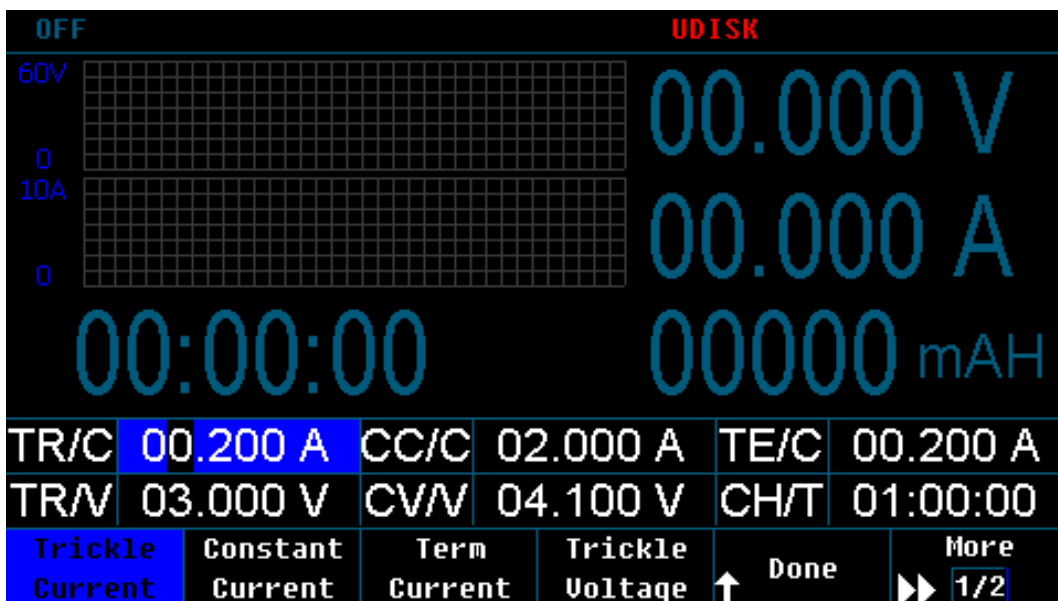 OFF UDISK
60V
0
00.000 V
10A
0
00.000 A
00:00:00 00000 mAH
TR/C 00.200 A CC/C 02.000 A TE/C 00.200 A
TR/V 03.000 V CV/V 04.100 V CH/T 01:00:00
Trickle Current Constant Current Term Current Trickle Voltage Done More 1/2